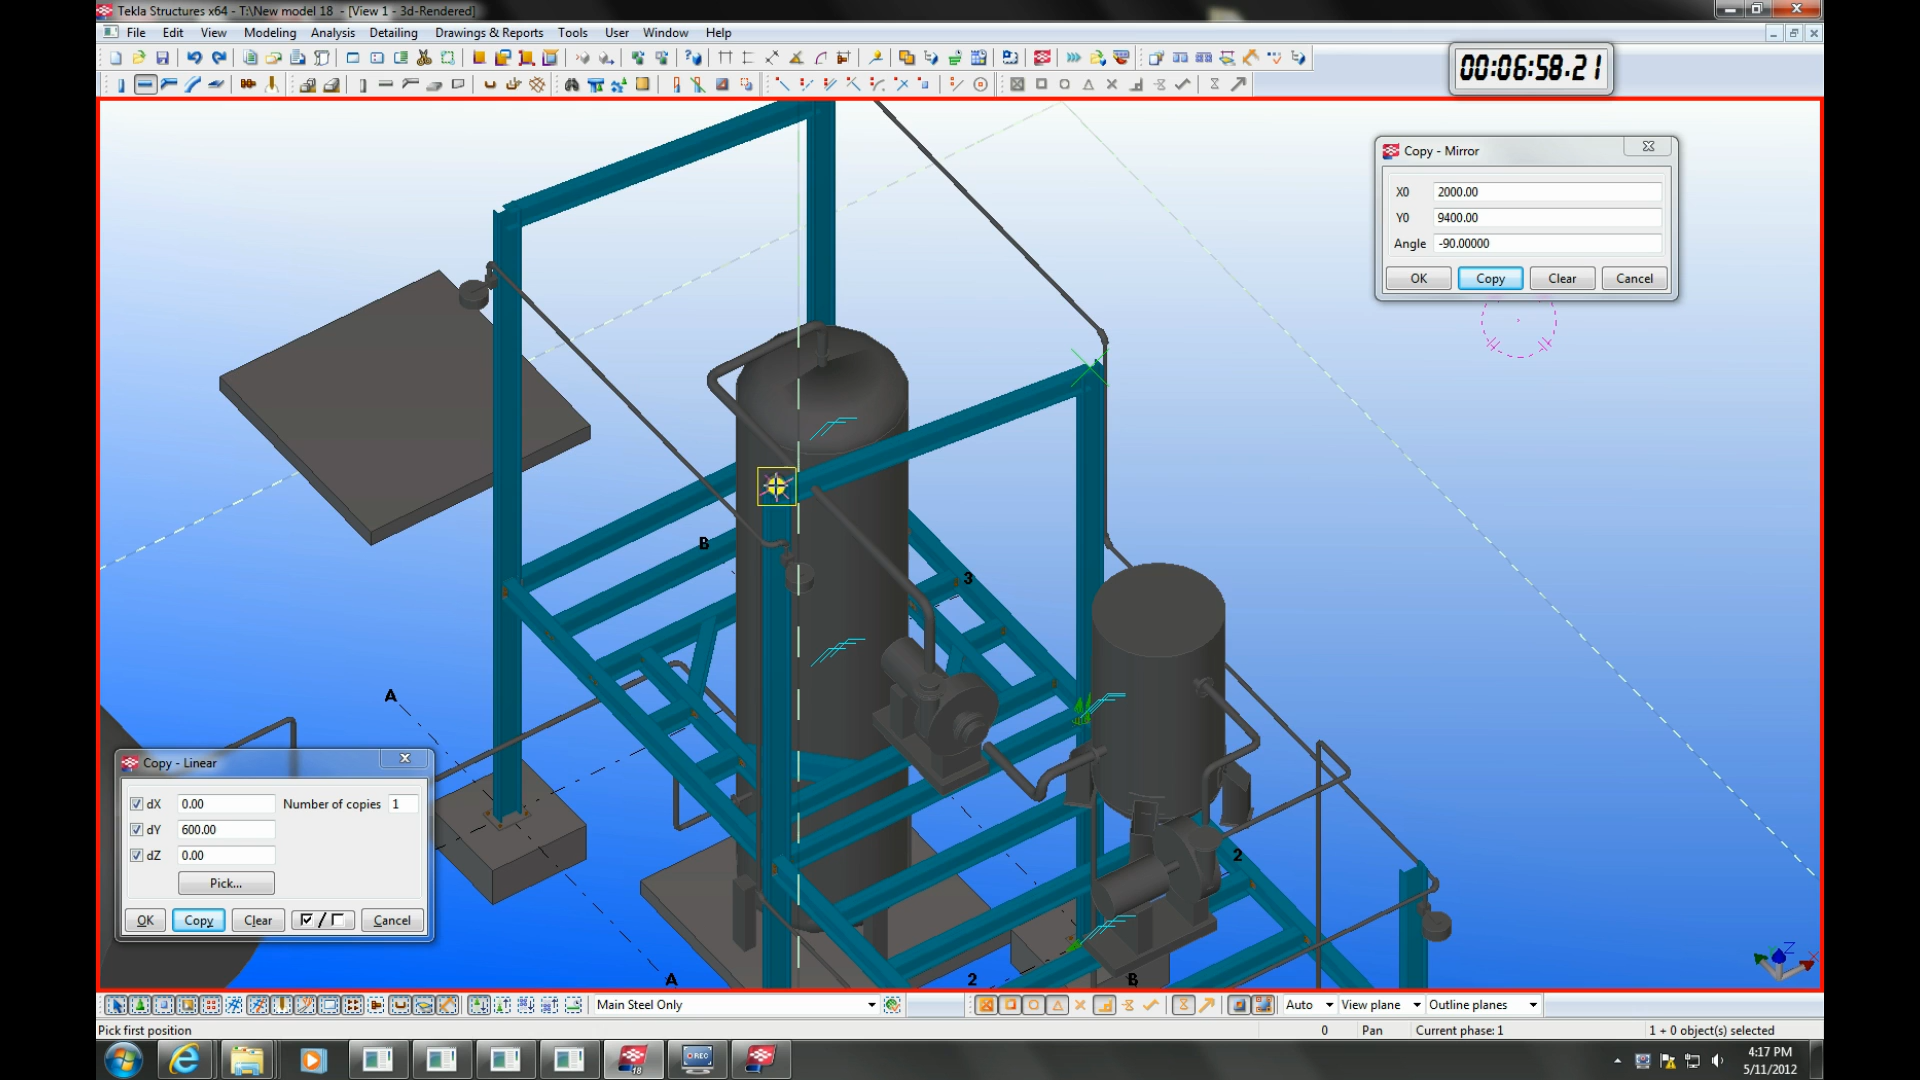 Tekla Structures x64 - T:\New model 18 - [View 1 - 3d-Rendered]
File Edit View Modeling Analysis Detailing Drawings & Reports Tools User Window Help
00:06:58.21
Copy - Mirror
X0 2000.00
Y0 9400.00
Angle -90.00000
OK Copy Clear Cancel
B
3
A
2
A
2
B
Z
Copy - Linear
dX 0.00 Number of copies 1
dY 600.00
dZ 0.00
Pick...
OK Copy Clear / Cancel
Main Steel Only
Auto View plane Outline planes
Pick first position
0 Pan Current phase: 1 1 + 0 object(s) selected
18
REC
4:17 PM
5/11/2012